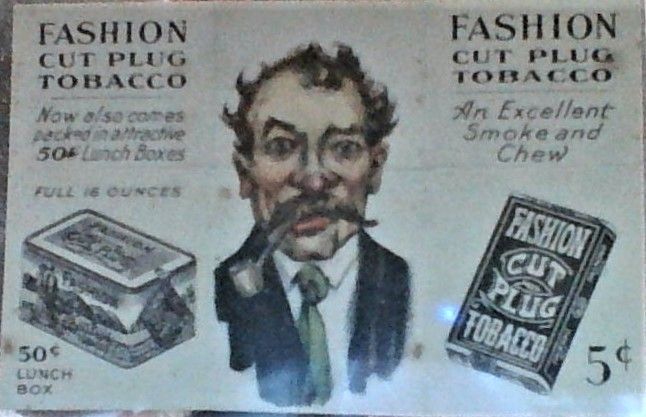 FASHION
CUT PLUG
TOBACCO
Now also comes
packed in attractive
50¢ Lunch Boxes
FULL 16 OUNCES
50¢
LUNCH
BOX
FASHION
CUT PLUG
TOBACCO
An Excellent
Smoke and
Chew
FASHION
CUT
PLUG
TOBACCO
5¢